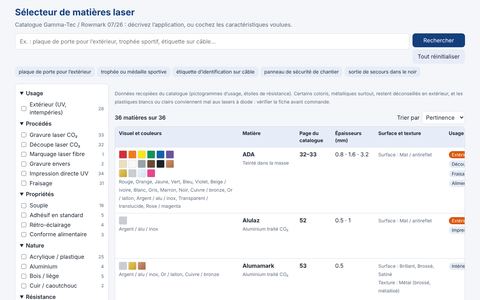 Sélecteur de matières laser
Catalogue Gamma-Tec / Rowmark 07/26 : décrivez l'application, ou cochez les caractéristiques voulues.
Ex. : plaque de porte pour l'extérieur, trophée sportif, étiquette sur câble...
Rechercher
Tout réinitialiser
plaque de porte pour l'extérieur
trophée ou médaille sportive
étiquette d'identification sur câble
panneau de sécurité de chantier
sortie de secours dans le noir
Usage
Extérieur (UV, intempéries) 28
Procédés
Gravure laser CO₂ 33
Découpe laser CO₂ 32
Marquage laser fibre 1
Gravure envers 2
Impression directe UV 34
Fraisage 31
Propriétés
Souple 19
Adhésif en standard 5
Rétro-éclairage 4
Conforme alimentaire 3
Nature
Acrylique / plastique 25
Aluminium 4
Bois / liège 5
Cuir / caoutchouc 2
Résistance
Données recopiées du catalogue (pictogrammes d'usage, étoiles de résistance). Certains coloris, métalliques surtout, restent déconseillés en extérieur, et les
plastiques blancs ou clairs conviennent mal aux lasers à diode : vérifier la fiche avant commande.
36 matières sur 36
Trier par
Pertinence
Visuel et couleurs
Matière
Page du catalogue
Épaisseurs (mm)
Surface et texture
Usage
Rouge, Orange, Jaune, Vert, Bleu, Violet, Beige /
ivoire, Blanc, Gris, Marron, Noir, Cuivre / bronze, Or
/ laiton, Argent / alu / inox, Transparent /
translucide, Rose / magenta
ADA
Teinté dans la masse
32-33
0.8 · 1.6 · 3.2
Surface : Mat / antireflet
Argent / alu / inox
Alulaz
Aluminium traité CO₂
52
0.5 · 1
Surface : Mat / antireflet
Argent / alu / inox, Or / laiton, Cuivre / bronze
Alumamark
Aluminium traité CO₂
53
0.5
Surface : Brillant, Brossé,
Satiné
Texture : Métal (brossé,
martelé)